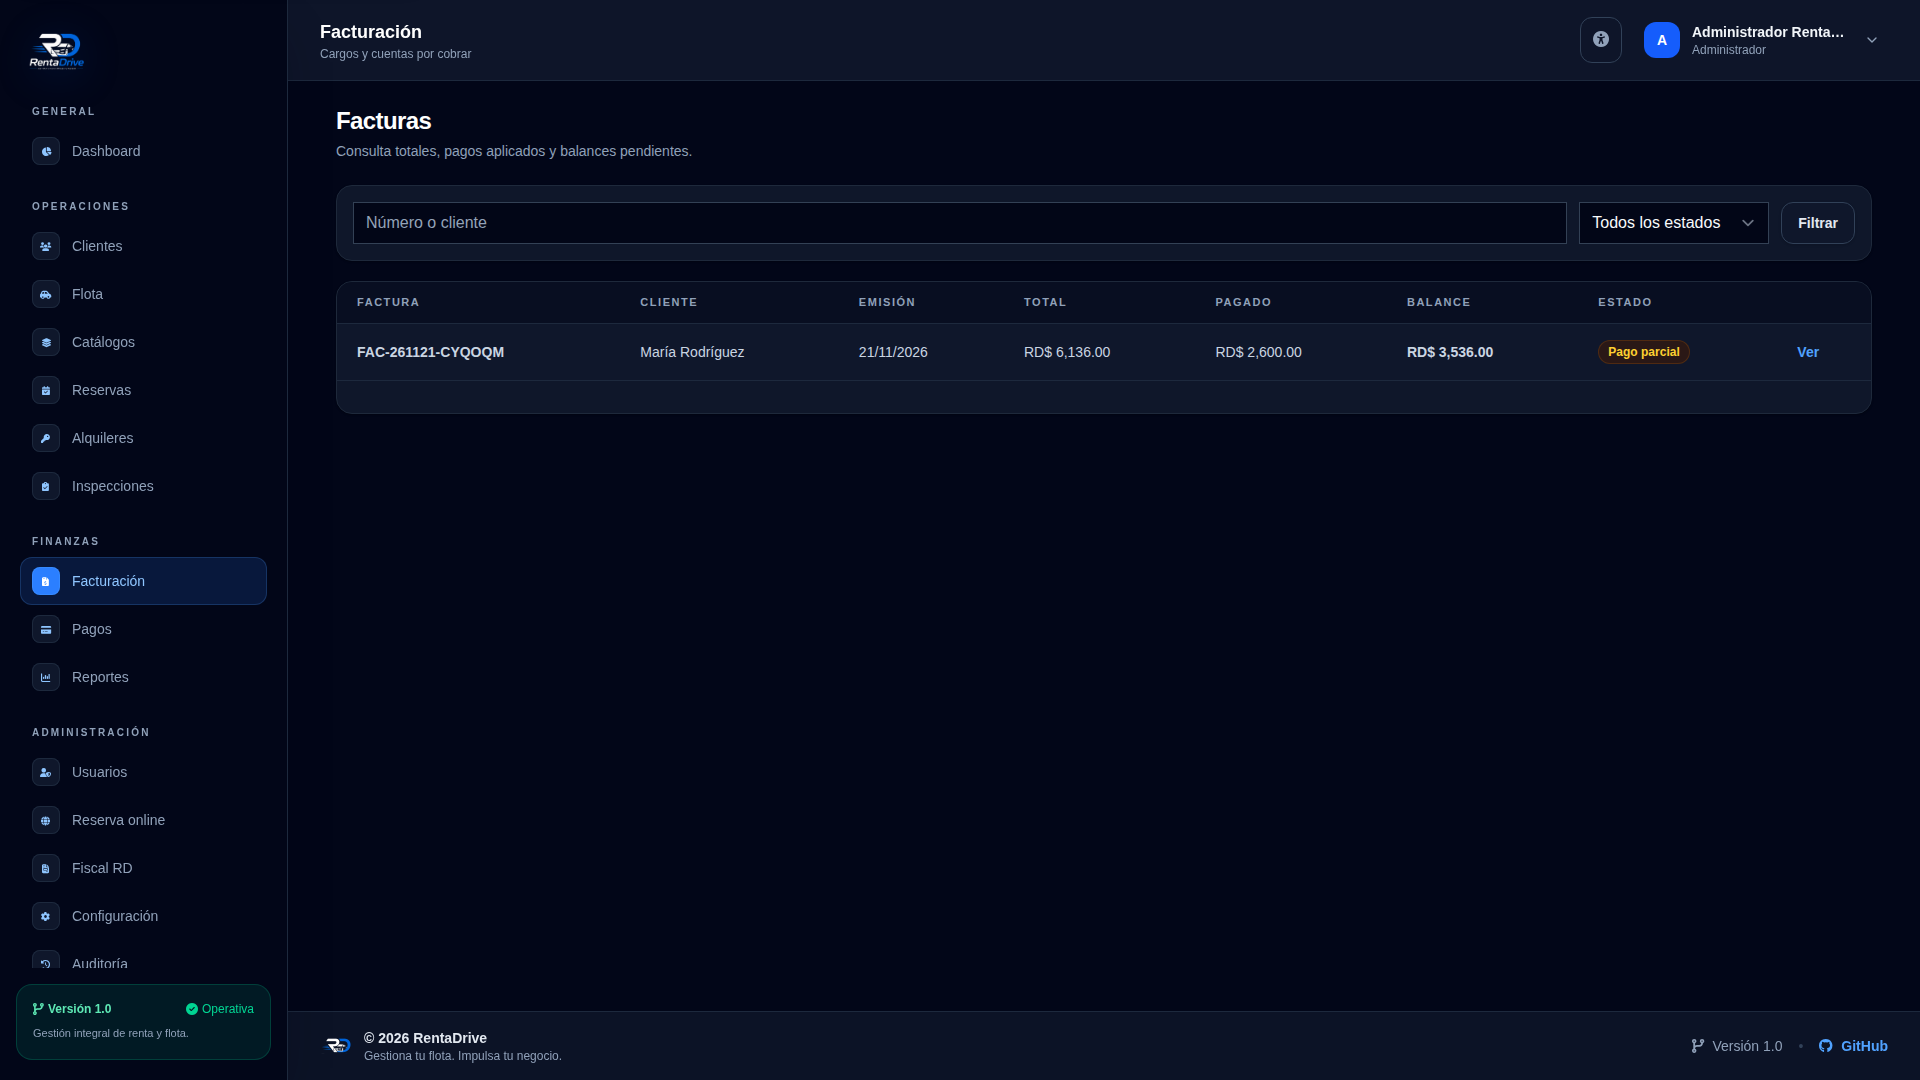 RentaDrive
GENERAL
Dashboard
OPERACIONES
Clientes
Flota
Catálogos
Reservas
Alquileres
Inspecciones
FINANZAS
Facturación
Pagos
Reportes
ADMINISTRACIÓN
Usuarios
Reserva online
Fiscal RD
Configuración
Auditoría
Versión 1.0 Operativa
Gestión integral de renta y flota.
Facturación
Cargos y cuentas por cobrar
A
Administrador Renta...
Administrador
Facturas
Consulta totales, pagos aplicados y balances pendientes.
Número o cliente Todos los estados Filtrar
FACTURA CLIENTE EMISIÓN TOTAL PAGADO BALANCE ESTADO
FAC-261121-CYQOQM María Rodríguez 21/11/2026 RD$ 6,136.00 RD$ 2,600.00 RD$ 3,536.00 Pago parcial Ver
© 2026 RentaDrive
Gestiona tu flota. Impulsa tu negocio.
Versión 1.0 • GitHub